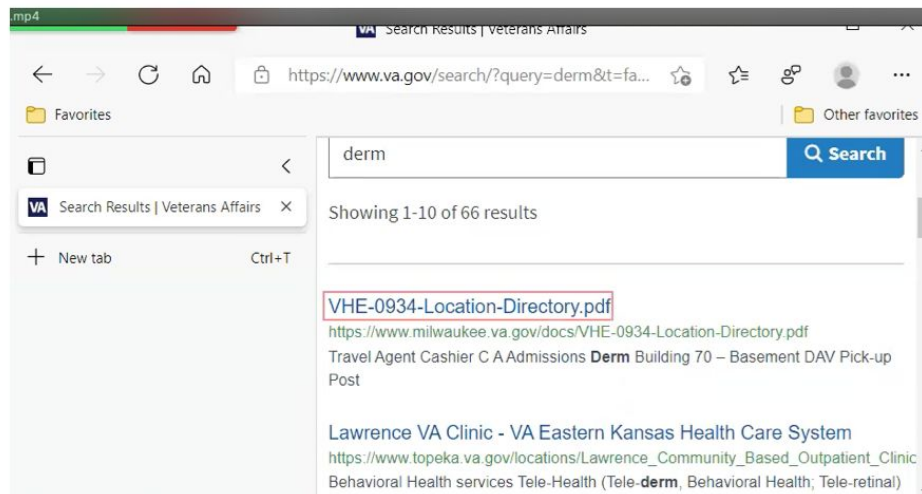 .mp4
VA Search Results | Veterans Affairs
https://www.va.gov/search/?query=derm&t=fa...
Favorites
Other favorites
derm
Search
VA Search Results | Veterans Affairs
Showing 1-10 of 66 results
New tab Ctrl+T
VHE-0934-Location-Directory.pdf
https://www.milwaukee.va.gov/docs/VHE-0934-Location-Directory.pdf
Travel Agent Cashier C A Admissions Derm Building 70 – Basement DAV Pick-up
Post
Lawrence VA Clinic - VA Eastern Kansas Health Care System
https://www.topeka.va.gov/locations/Lawrence_Community_Based_Outpatient_Clinic
Behavioral Health services Tele-Health (Tele-derm, Behavioral Health; Tele-retinal)